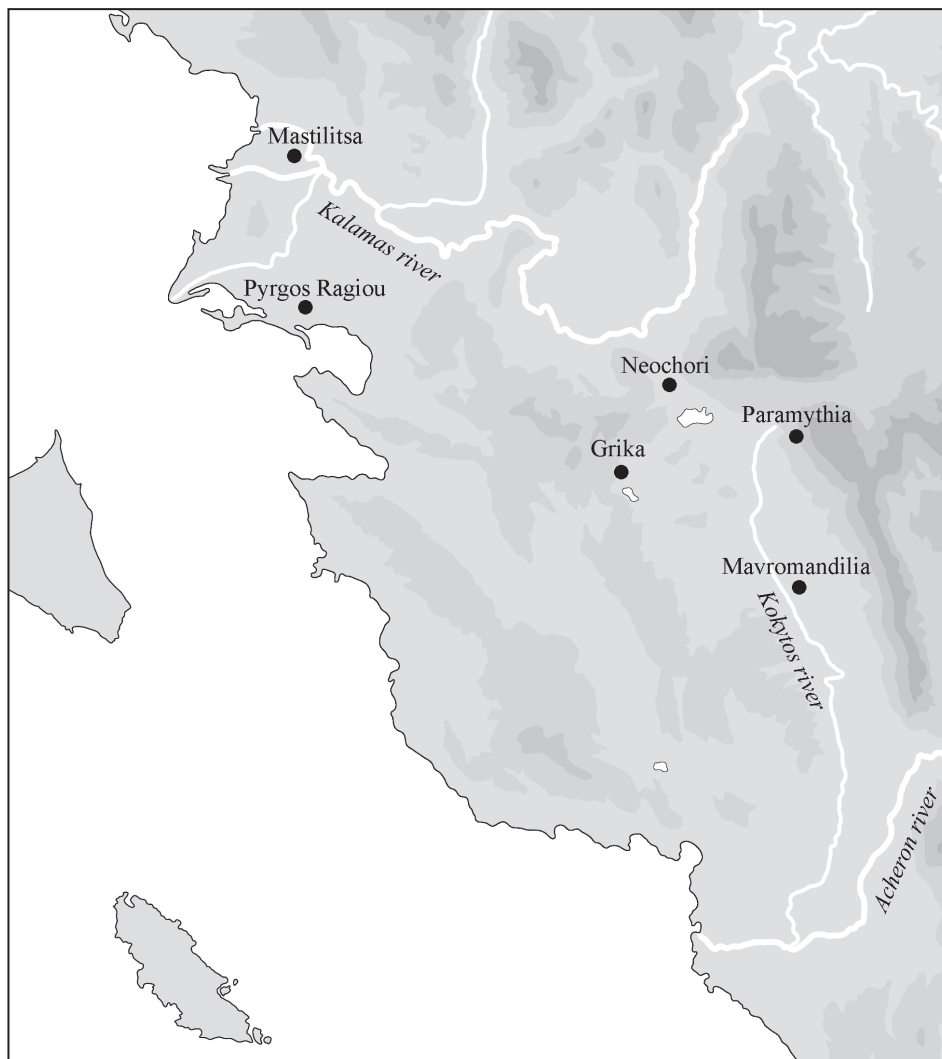 Mastilitsa
Kalamas river
Pyrgos Ragiou
Neochori
Paramythia
Grika
Mavromandilia
Kokytos river
Acheron river